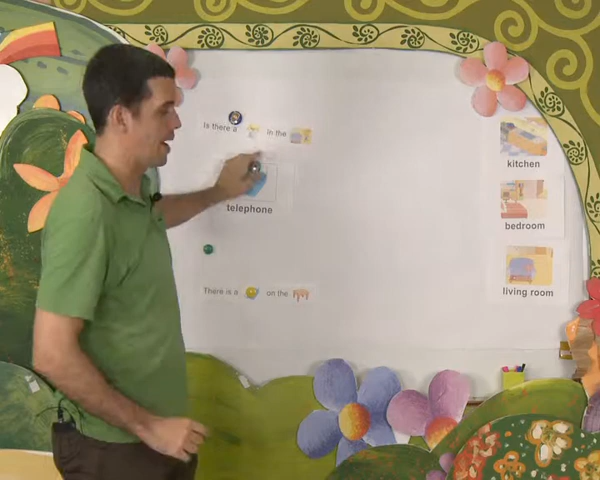 Is there a in the
telephone
There is a on the
kitchen
bedroom
living room